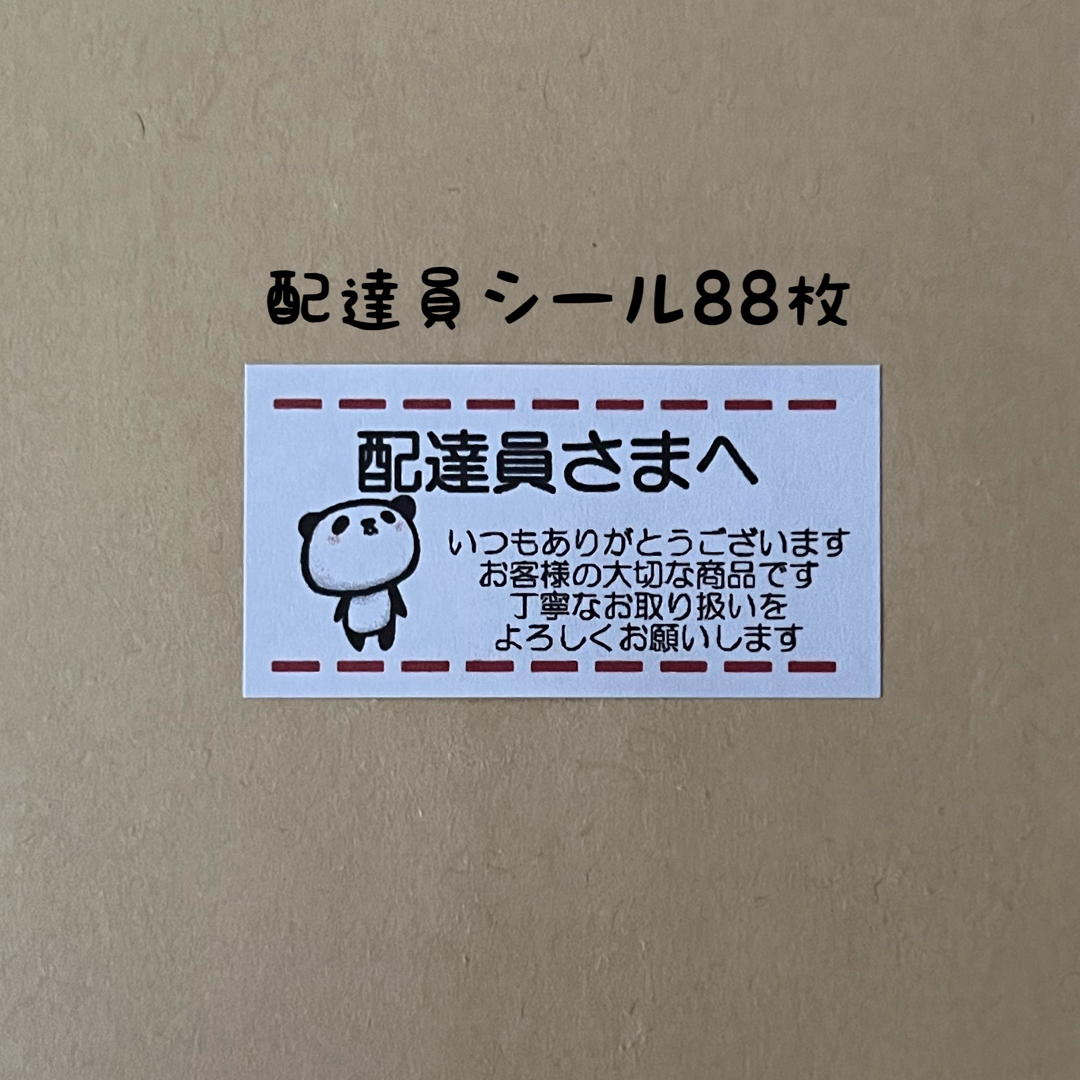 配達員シール88枚
配達員さまへ
いつもありがとうございます
お客様の大切な商品です
丁寧なお取り扱いを
よろしくお願いします